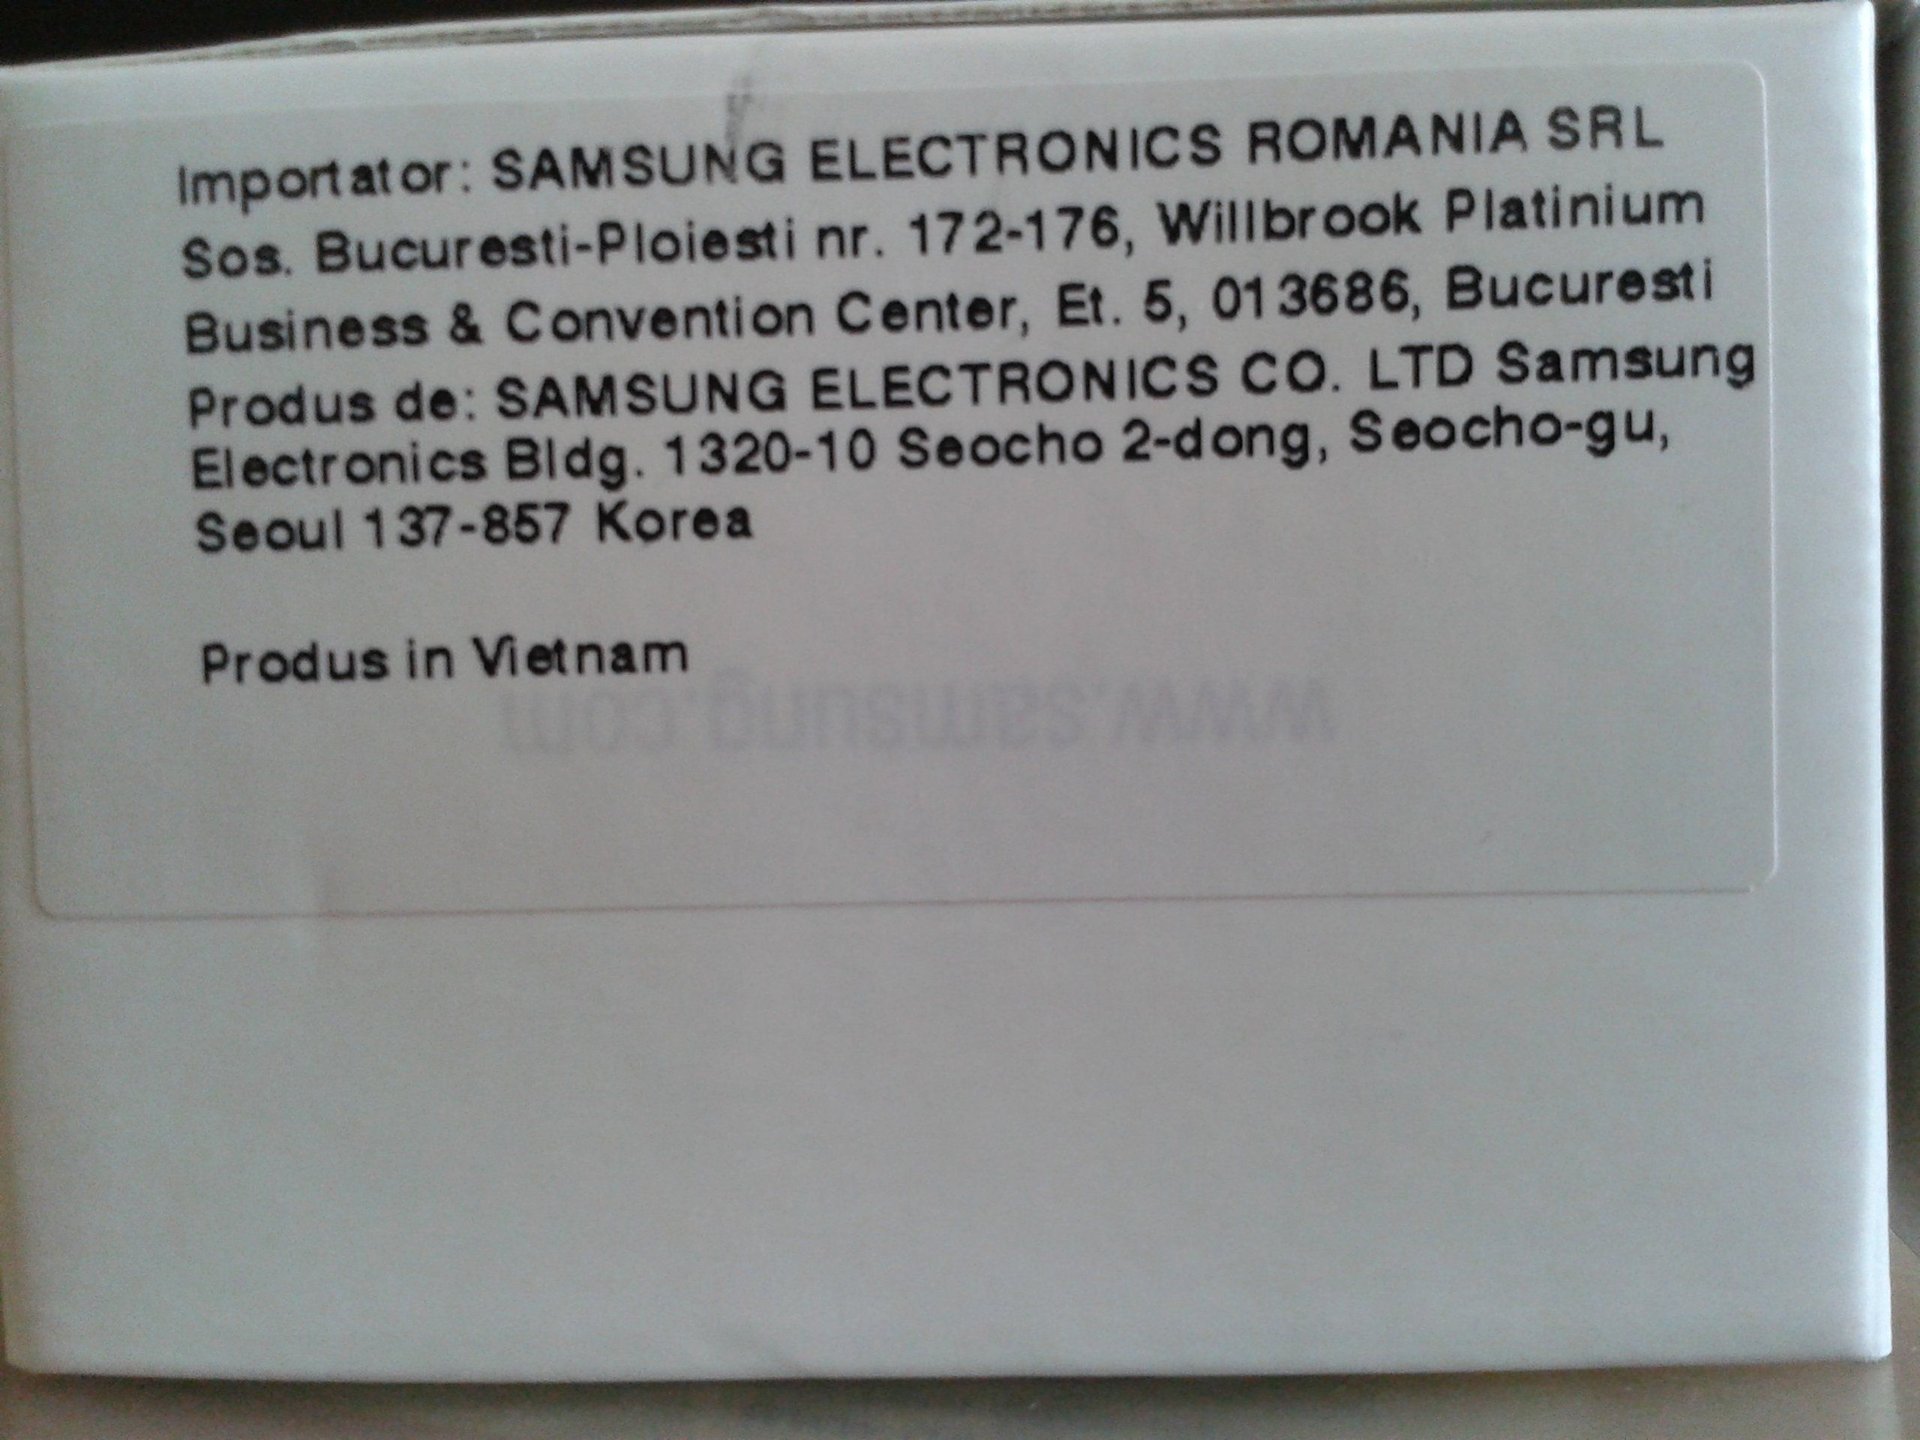 Importator: SAMSUNG ELECTRONICS ROMANIA SRL
Sos. Bucuresti-Ploiesti nr. 172-176, Willbrook Platinium
Business & Convention Center, Et. 5, 013686, Bucuresti
Produs de: SAMSUNG ELECTRONICS CO. LTD Samsung
Electronics Bldg. 1320-10 Seocho 2-dong, Seocho-gu,
Seoul 137-857 Korea
Produs in Vietnam
www.samsung.com